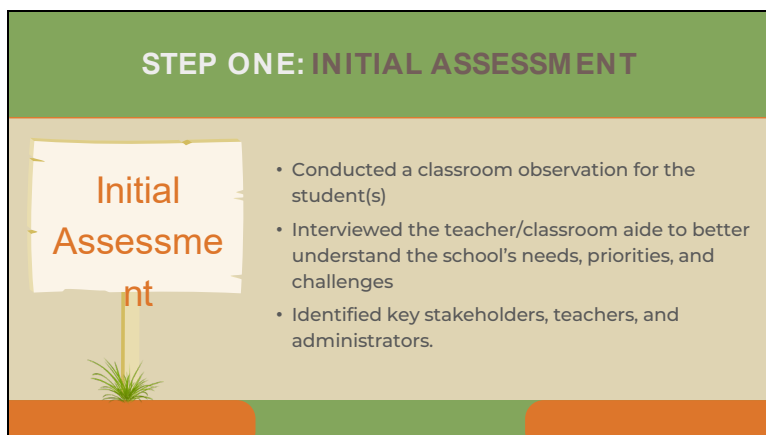 STEP ONE: INITIAL ASSESSMENT
Initial
Assessme
nt
• Conducted a classroom observation for the
student(s)
• Interviewed the teacher/classroom aide to better
understand the school’s needs, priorities, and
challenges
• Identified key stakeholders, teachers, and
administrators.